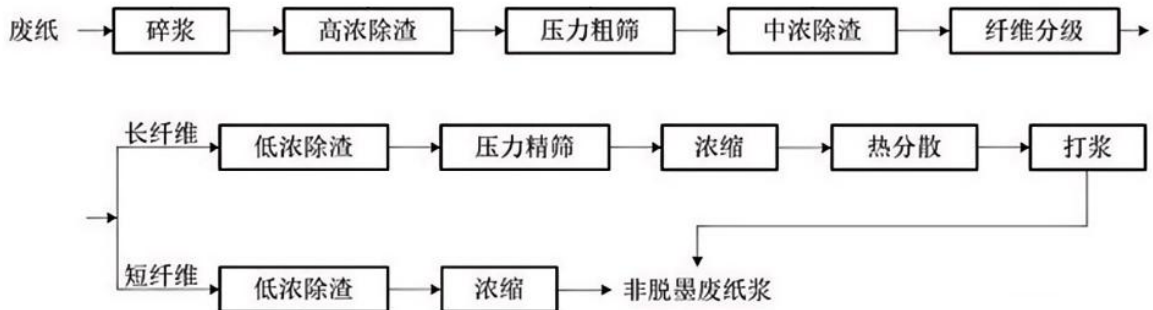 废纸 碎浆 高浓除渣 压力粗筛 中浓除渣 纤维分级
长纤维 低浓除渣 压力精筛 浓缩 热分散 打浆
短纤维 低浓除渣 浓缩 非脱墨废纸浆